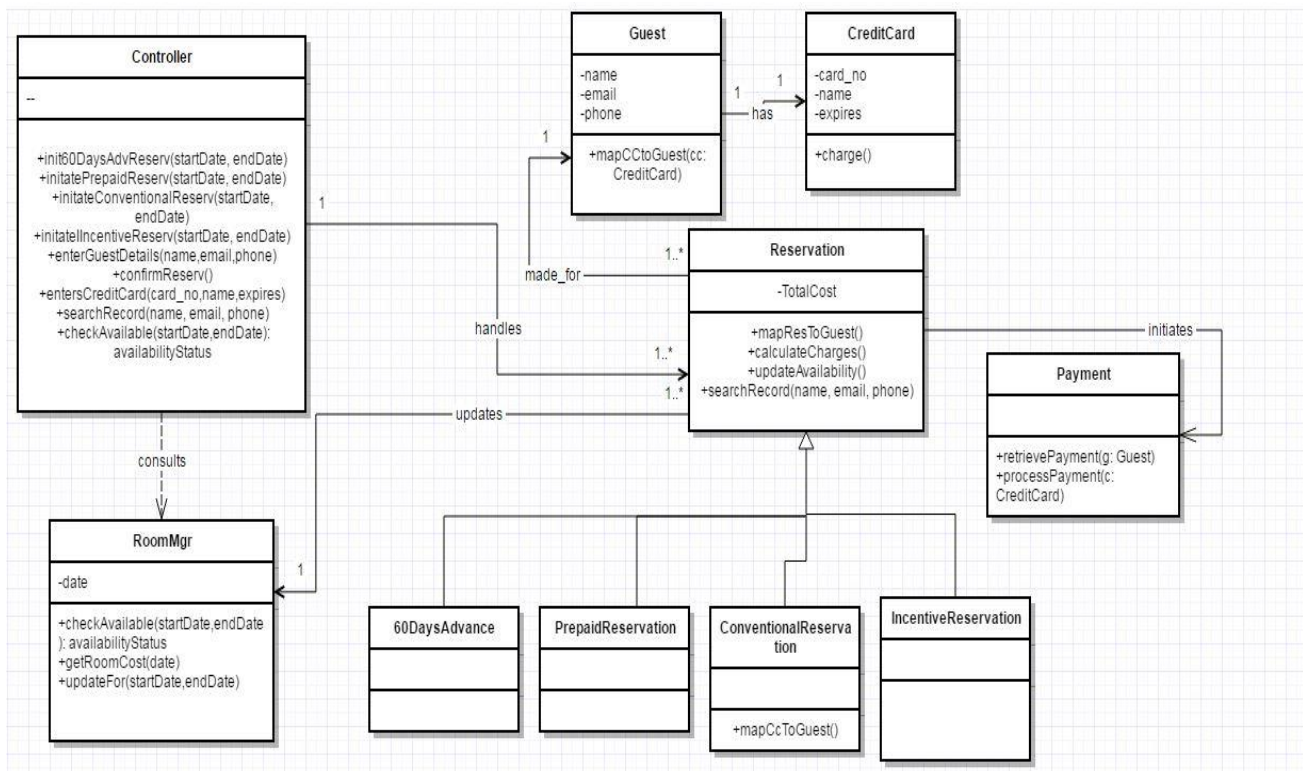 Controller
--
+init60DaysAdvReserv(startDate, endDate)
+initatePrepaidReserv(startDate, endDate)
+initateConventionalReserv(startDate,
endDate)
+initatelIncentiveReserv(startDate, endDate)
+enterGuestDetails(name,email,phone)
+confirmReserv()
+entersCreditCard(card_no,name,expires)
+searchRecord(name, email, phone)
+checkAvailable(startDate,endDate):
availabilityStatus
Guest
-name
-email
-phone
+mapCCtoGuest(cc:
CreditCard)
1
has
1
CreditCard
-card_no
-name
-expires
+charge()
1
made_for
1..*
1
handles
1..*
Reservation
-TotalCost
+mapResToGuest()
+calculateCharges()
+updateAvailability()
+searchRecord(name, email, phone)
initiates
Payment
+retrievePayment(g: Guest)
+processPayment(c:
CreditCard)
1..*
updates
1
consults
RoomMgr
-date
+checkAvailable(startDate,endDate
): availabilityStatus
+getRoomCost(date)
+updateFor(startDate,endDate)
60DaysAdvance
PrepaidReservation
ConventionalReserva
tion
+mapCcToGuest()
IncentiveReservation